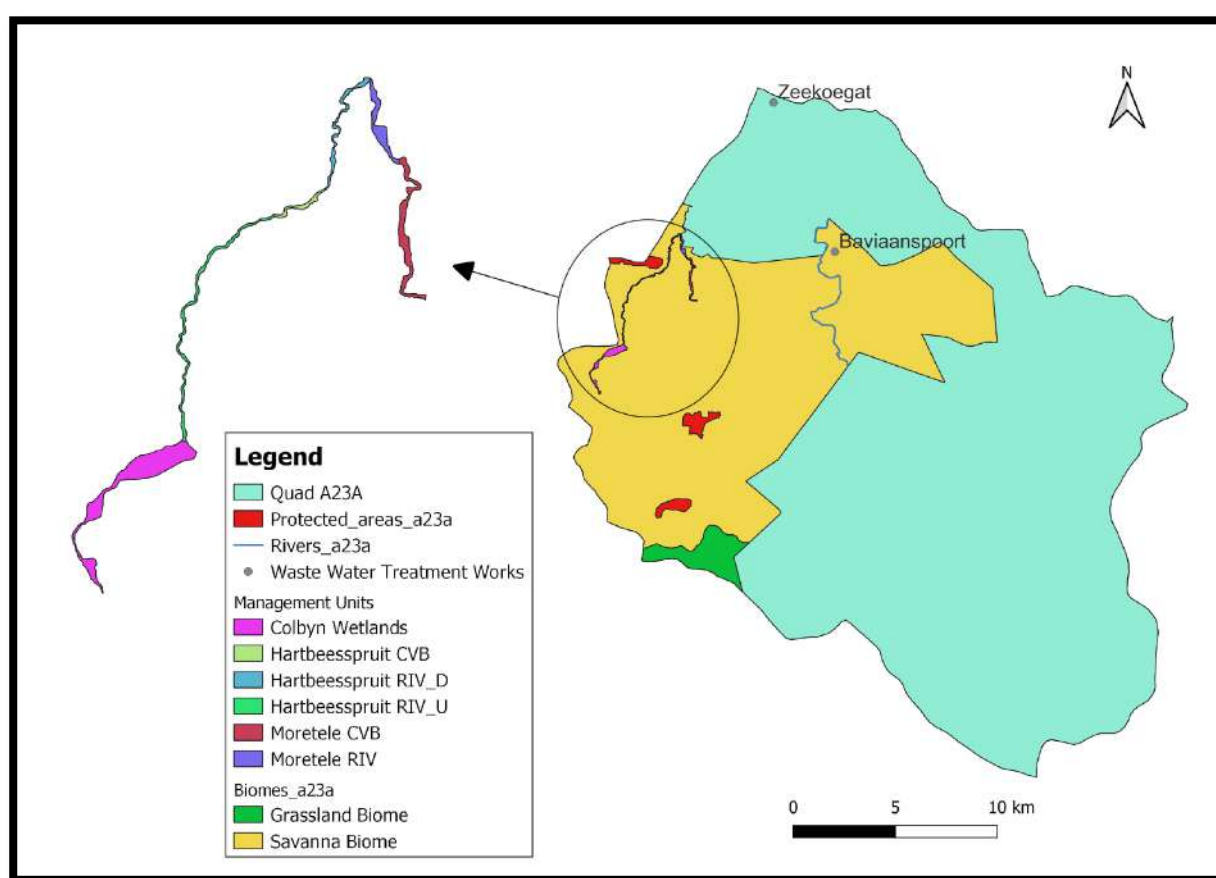 Zeekoegat
N
Baviaanspoort
Legend
Quad A23A
Protected_areas_a23a
Rivers_a23a
Waste Water Treatment Works
Management Units
Colbyn Wetlands
Hartbeesspruit CVB
Hartbeesspruit RIV_D
Hartbeesspruit RIV_U
Moretele CVB
Moretele RIV
Biomes_a23a
Grassland Biome
Savanna Biome
0 5 10 km